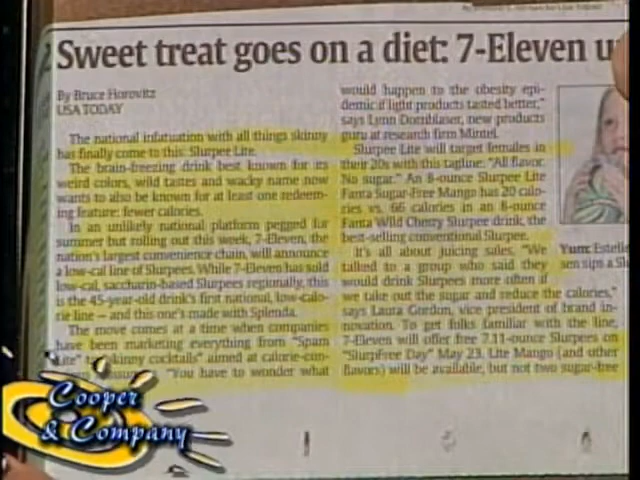 Sweet treat goes on a diet: 7-Eleven u
By Bruce Horovitz
USA TODAY
The national infatuation with all things skinny
has finally come to this: Slurpee Lite.
The brain-freezing drink best known for its
weird colors, wild tastes and wacky name now
wants to also be known for at least one redeem-
ing feature: fewer calories.
In an unlikely national platform pegged for
summer but rolling out this week, 7-Eleven, the
nation's largest convenience chain, will announce
a low-cal line of Slurpees. While 7-Eleven has sold
low-cal, saccharin-based Slurpees regionally, this
is the 45-year-old drink's first national, low-calo-
rie line — and this one's made with Splenda.
The move comes at a time when companies
have been marketing everything from "Spam
Lite" to "skinny cocktails" aimed at calorie-con-
"You have to wonder what
would happen to the obesity epi-
demic if light products tasted better,"
says Lynn Dornblaser, new products
guru at research firm Mintel.
Slurpee Lite will target females in
their 20s with this tagline: "All flavor.
No sugar." An 8-ounce Slurpee Lite
Fanta Sugar-Free Mango has 20 calo-
ries vs. 66 calories in an 8-ounce
Fanta Wild Cherry Slurpee drink, the
best-selling conventional Slurpee.
It's all about juicing sales. "We
talked to a group who said they
would drink Slurpees more often if
we take out the sugar and reduce the calories,"
says Laura Gordon, vice president of brand in-
novation. To get folks familiar with the line,
7-Eleven will offer free 7.11-ounce Slurpees on
"SlurpFree Day" May 23. Lite Mango (and other
flavors) will be available, but not two sugar-free
Yum: Estelle
sen sips a Sl
Cooper
& Company